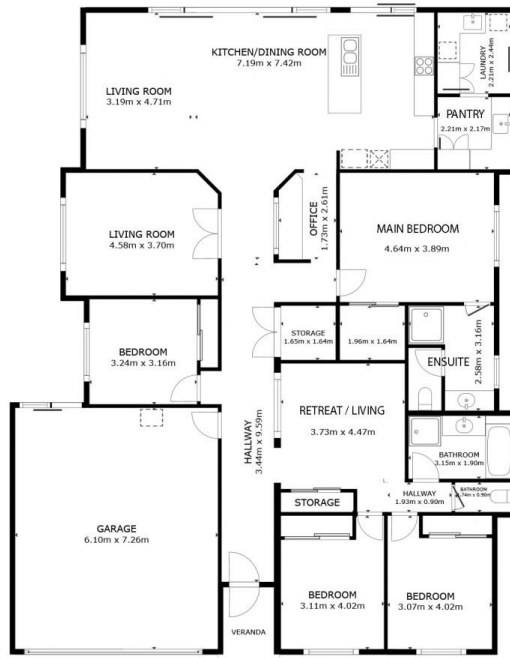 KITCHEN/DINING ROOM
7.19m x 7.42m
LAUNDRY
2.21m x 2.44m
LIVING ROOM
3.19m x 4.71m
PANTRY
2.21m x 2.17m
OFFICE
1.73m x 2.61m
LIVING ROOM
4.58m x 3.70m
MAIN BEDROOM
4.64m x 3.89m
STORAGE
1.65m x 1.64m
1.96m x 1.64m
ENSUITE
2.58m x 3.16m
BEDROOM
3.24m x 3.16m
HALLWAY
3.44m x 9.59m
RETREAT / LIVING
3.73m x 4.47m
BATHROOM
3.15m x 1.90m
HALLWAY
1.93m x 0.90m
BATHROOM
STORAGE
GARAGE
6.10m x 7.26m
BEDROOM
3.11m x 4.02m
BEDROOM
3.07m x 4.02m
VERANDA